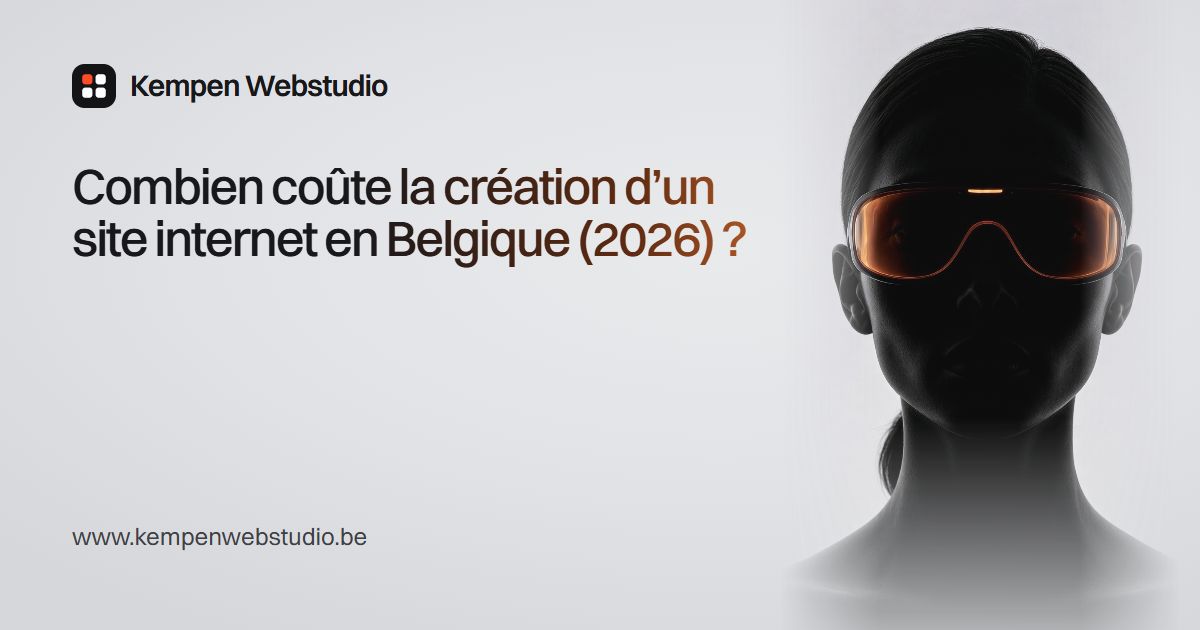 Kempen Webstudio
Combien coûte la création d’un
site internet en Belgique (2026) ?
www.kempenwebstudio.be